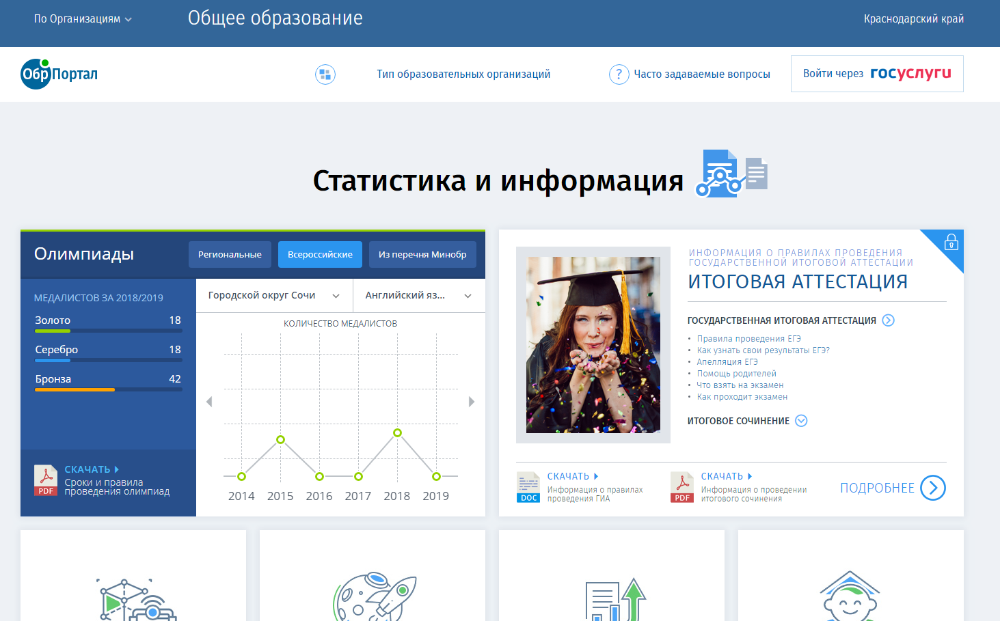 По Организациям
Общее образование
Краснодарский край
ОбрПортал
Тип образовательных организаций
? Часто задаваемые вопросы
Войти через госуслуги
Статистика и информация
Олимпиады
Региональные
Всероссийские
Из перечня Минобр
МЕДАЛИСТОВ ЗА 2018/2019
Золото 18
Серебро 18
Бронза 42
СКАЧАТЬ
Сроки и правила
проведения олимпиад
PDF
Городской округ Сочи
Английский яз...
КОЛИЧЕСТВО МЕДАЛИСТОВ
2014 2015 2016 2017 2018 2019
ИНФОРМАЦИЯ О ПРАВИЛАХ ПРОВЕДЕНИЯ
ГОСУДАРСТВЕННОЙ ИТОГОВОЙ АТТЕСТАЦИИ
ИТОГОВАЯ АТТЕСТАЦИЯ
ГОСУДАРСТВЕННАЯ ИТОГОВАЯ АТТЕСТАЦИЯ
• Правила проведения ЕГЭ
• Как узнать свои результаты ЕГЭ?
• Апелляция ЕГЭ
• Помощь родителей
• Что взять на экзамен
• Как проходит экзамен
ИТОГОВОЕ СОЧИНЕНИЕ
СКАЧАТЬ
Информация о правилах
проведения ГИА
DOC
СКАЧАТЬ
Информация о проведении
итогового сочинения
PDF
ПОДРОБНЕЕ